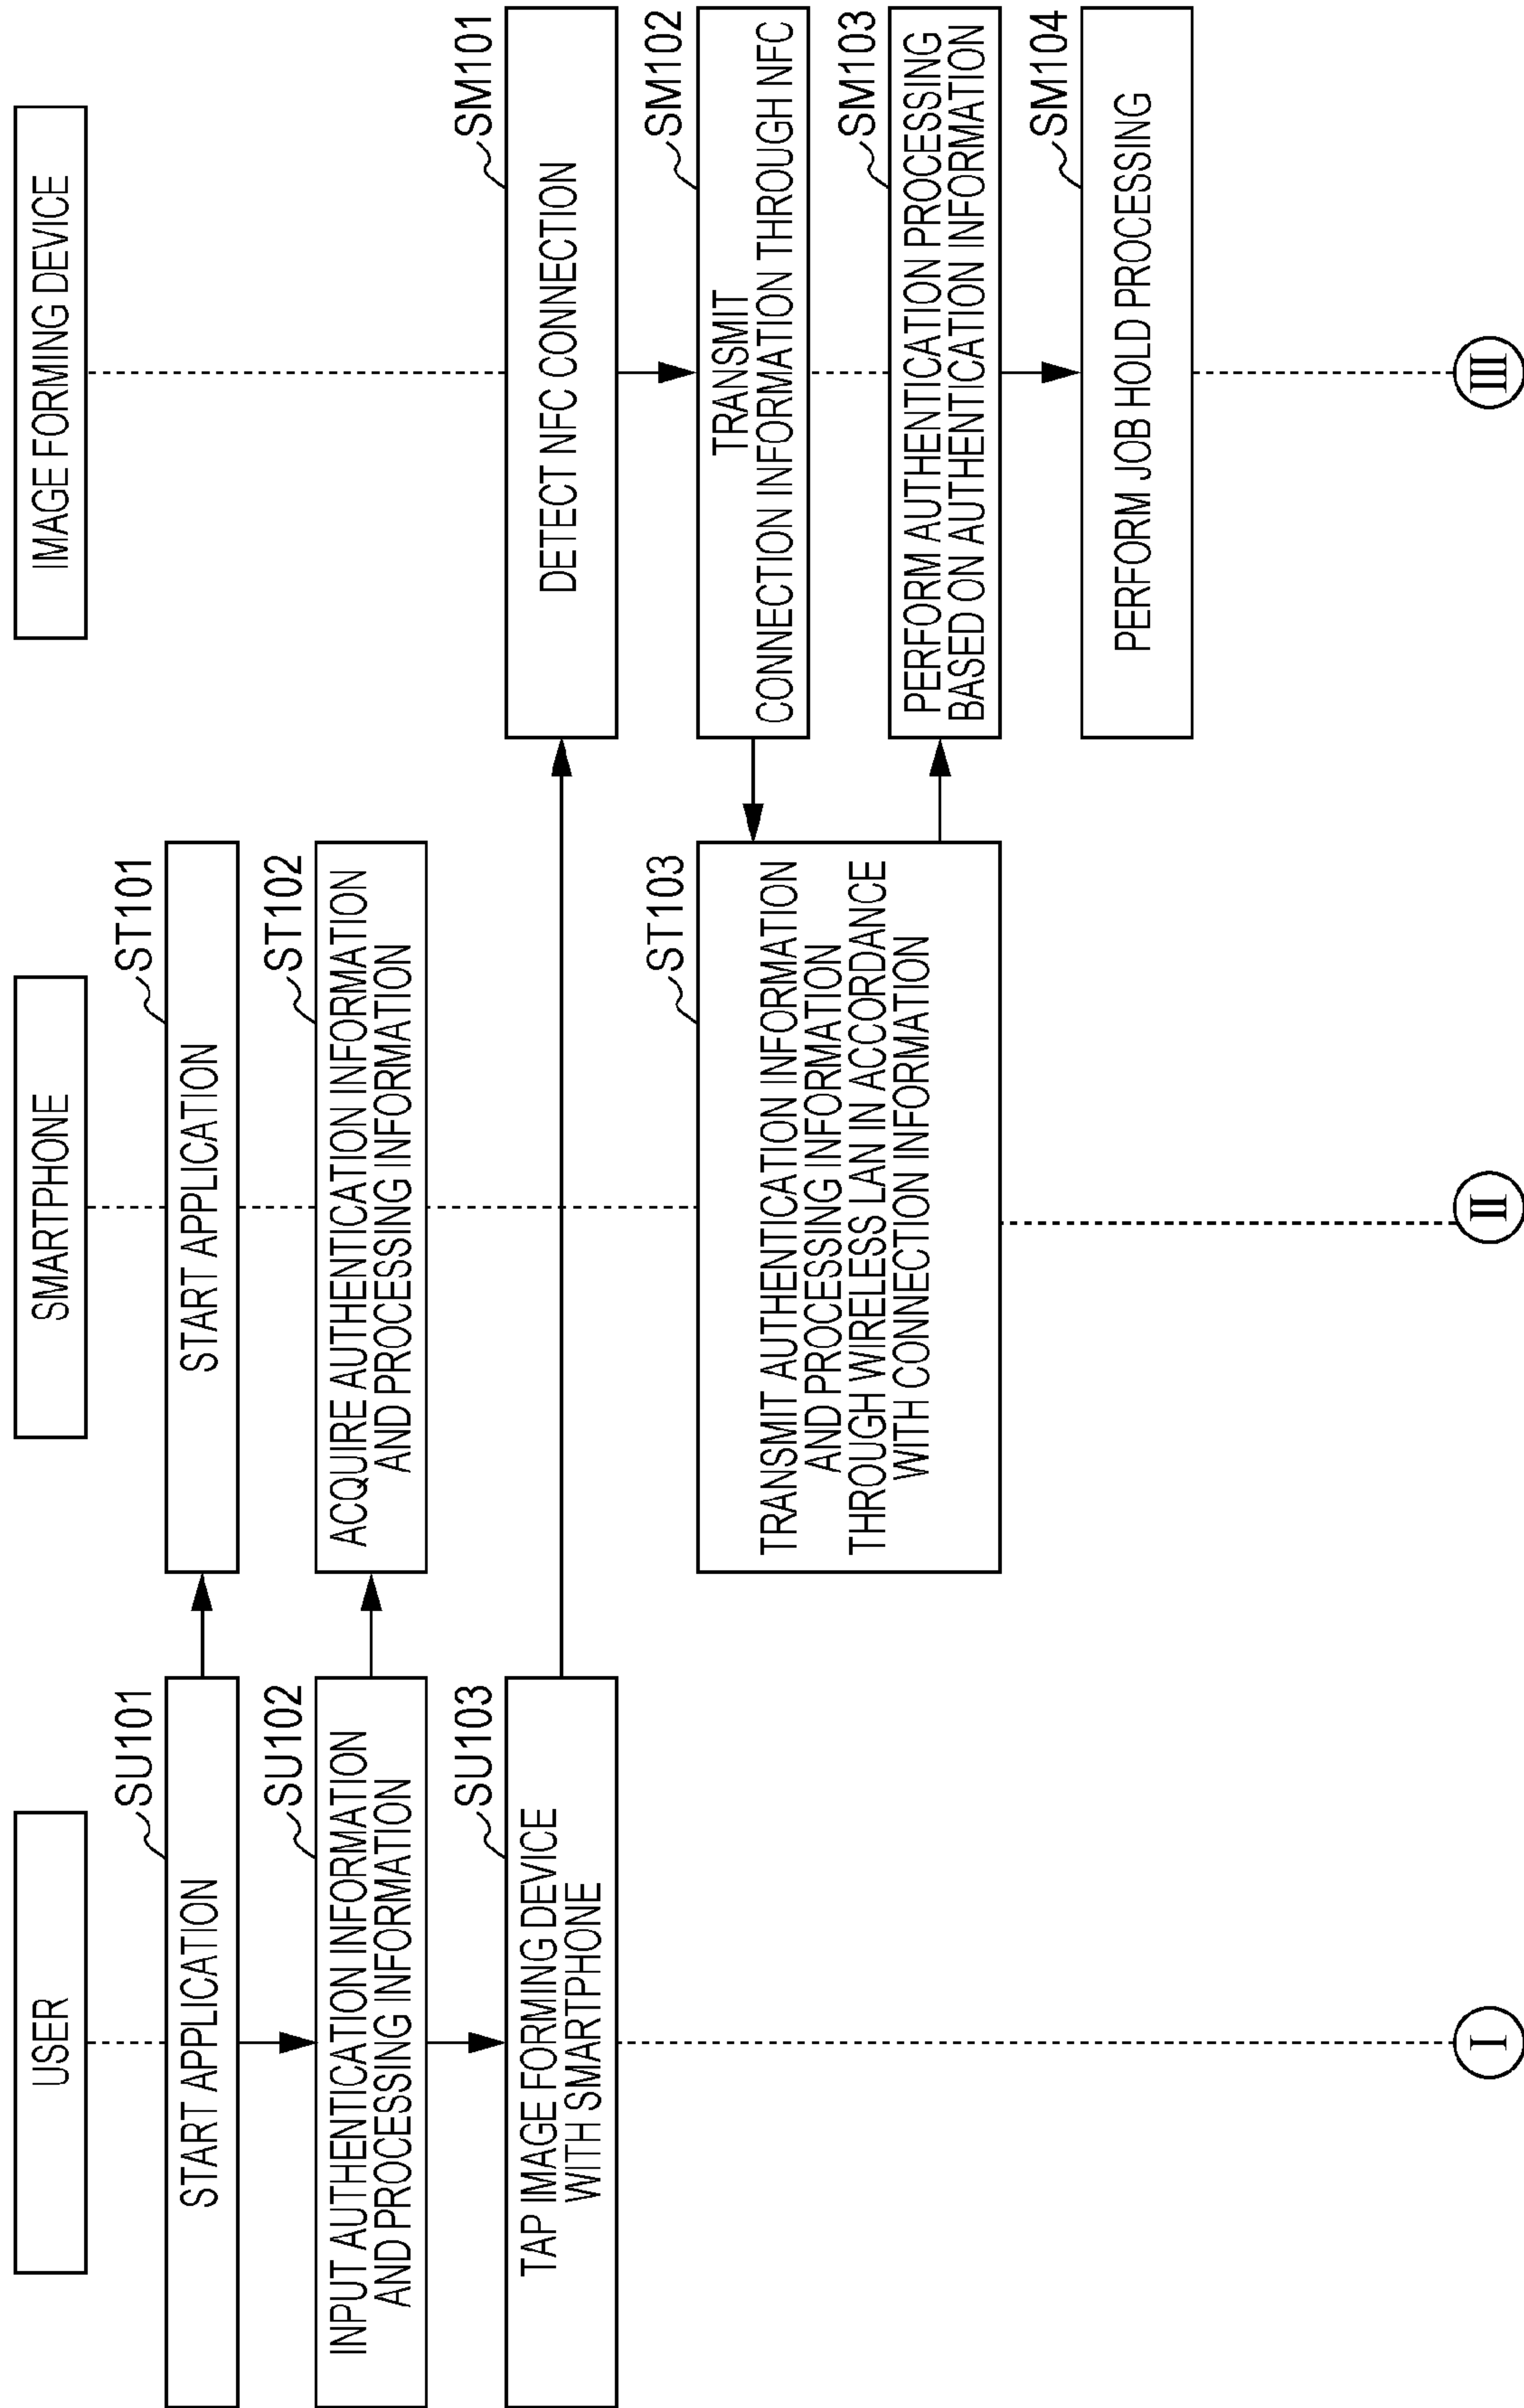 USER
SMARTPHONE
IMAGE FORMING DEVICE
SU101
START APPLICATION
ST101
START APPLICATION
SU102
INPUT AUTHENTICATION INFORMATION
AND PROCESSING INFORMATION
ST102
ACQUIRE AUTHENTICATION INFORMATION
AND PROCESSING INFORMATION
SU103
TAP IMAGE FORMING DEVICE
WITH SMARTPHONE
SM101
DETECT NFC CONNECTION
SM102
TRANSMIT
CONNECTION INFORMATION THROUGH NFC
ST103
TRANSMIT AUTHENTICATION INFORMATION
AND PROCESSING INFORMATION
THROUGH WIRELESS LAN IN ACCORDANCE
WITH CONNECTION INFORMATION
SM103
PERFORM AUTHENTICATION PROCESSING
BASED ON AUTHENTICATION INFORMATION
SM104
PERFORM JOB HOLD PROCESSING
I
II
III